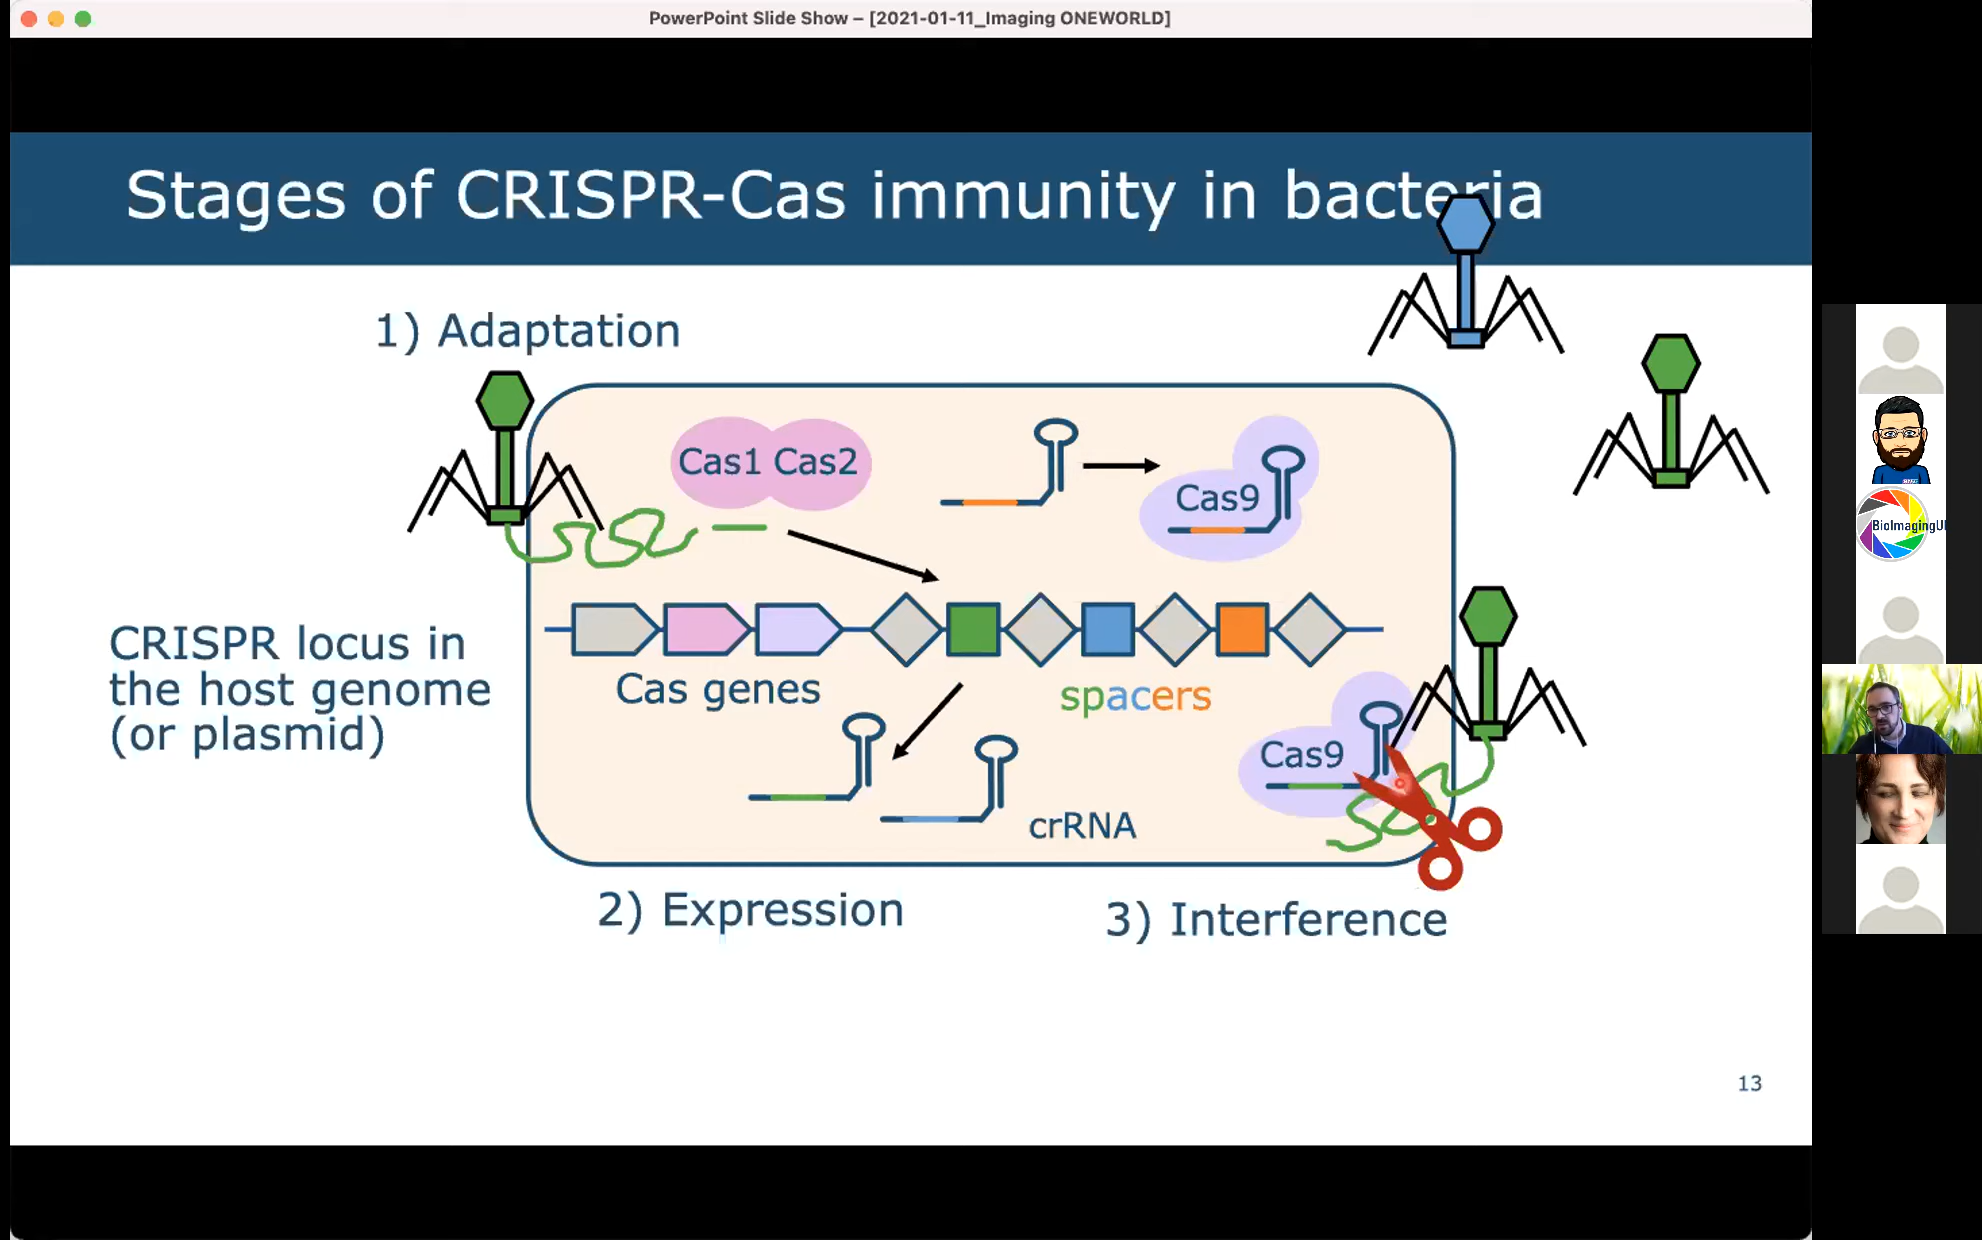 PowerPoint Slide Show – [2021-01-11_Imaging ONEWORLD]
Stages of CRISPR-Cas immunity in bacteria
1) Adaptation
Cas1 Cas2
Cas9
CRISPR locus in
the host genome
(or plasmid)
Cas genes
spacers
Cas9
crRNA
2) Expression
3) Interference
13
BioImagingU